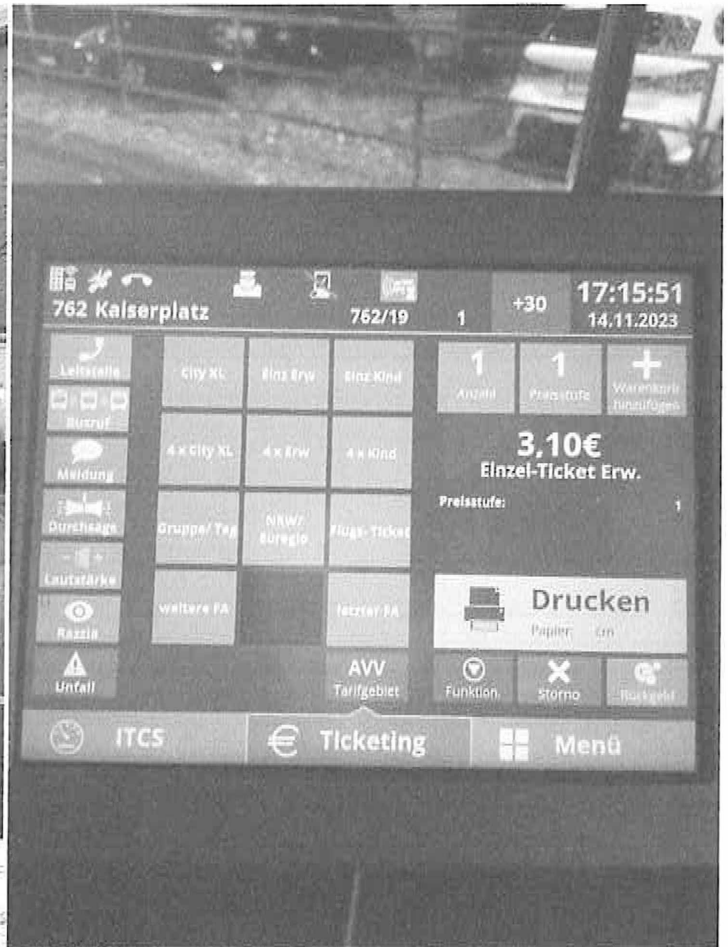 762 Kaiserplatz
762/19
1
+30
17:15:51
14.11.2023
Leitstelle
Busruf
Meldung
Durchsage
Lautstärke
Razzia
Unfall
City XL
Einz Erw
Einz Kind
4 x City XL
4 x Erw
4 x Kind
Gruppe/ Tag
NRW/
Euregio
Flugs-Ticket
weitere FA
letzter FA
AVV
Tarifgebiet
1
Anzahl
1
Preisstufe
Warenkorb
hinzufügen
3,10€
Einzel-Ticket Erw.
Preisstufe: 1
Drucken
Papier: cm
Funktion.
Storno
Rückgeld
ITCS
Ticketing
Menü